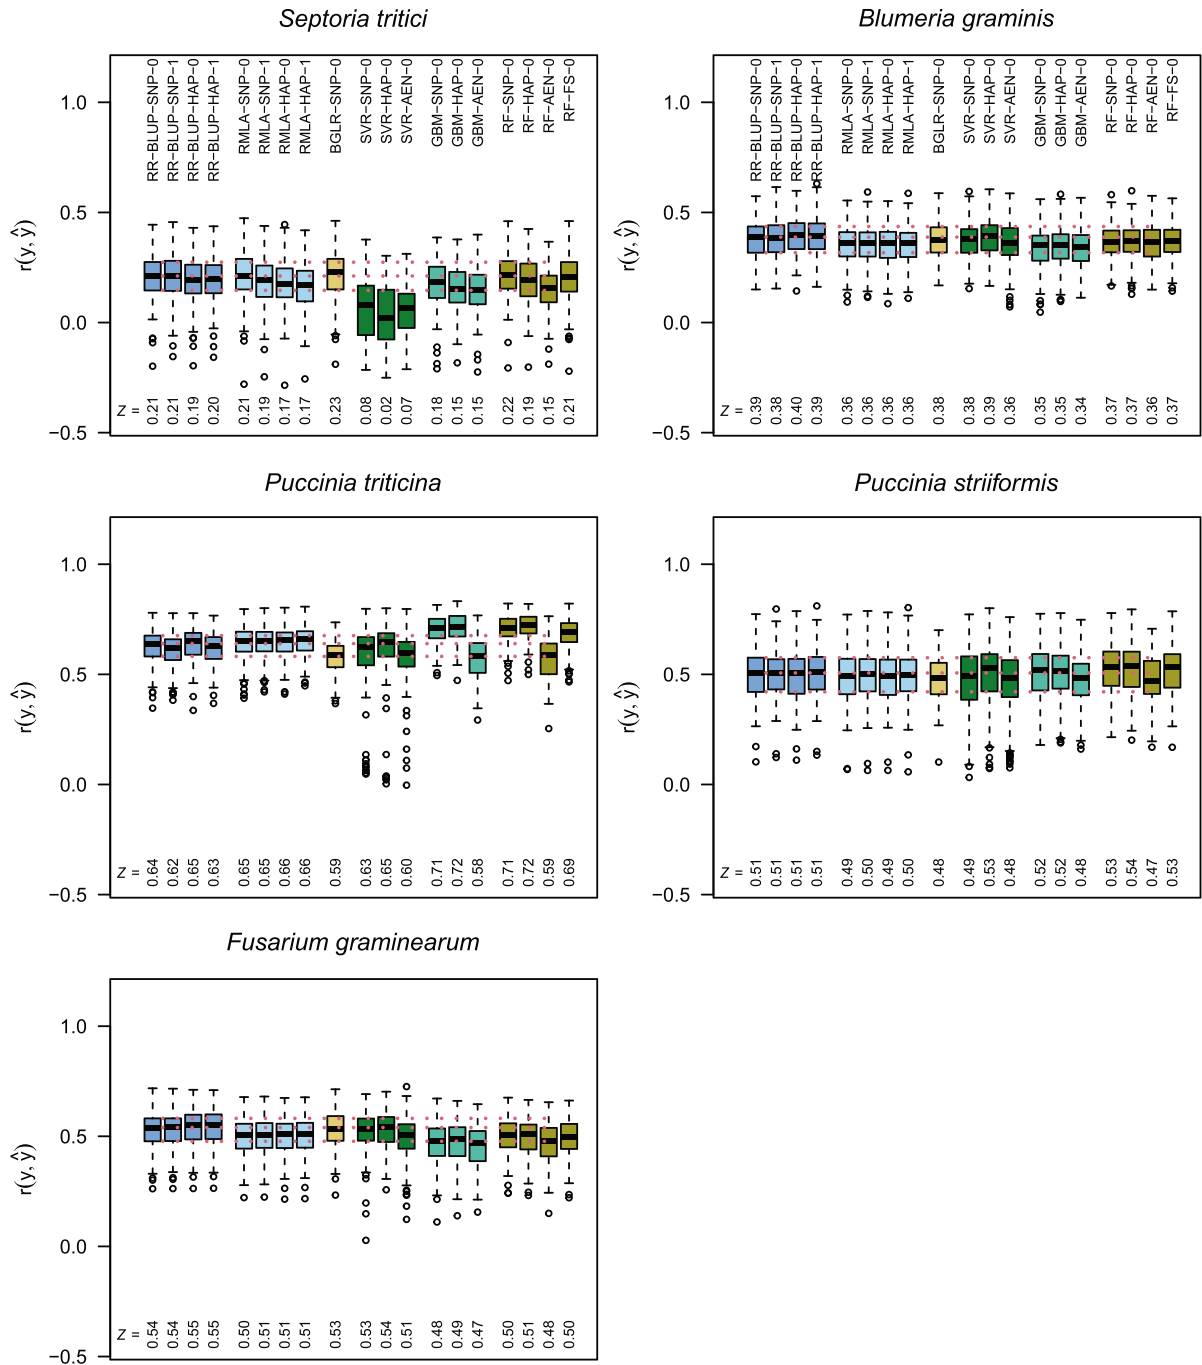 Septoria tritici
r(y, ŷ)
1.0
0.5
0.0
−0.5
RR−BLUP−SNP−0
RR−BLUP−SNP−1
RR−BLUP−HAP−0
RR−BLUP−HAP−1
RMLA−SNP−0
RMLA−SNP−1
RMLA−HAP−0
RMLA−HAP−1
BGLR−SNP−0
SVR−SNP−0
SVR−HAP−0
SVR−AEN−0
GBM−SNP−0
GBM−HAP−0
GBM−AEN−0
RF−SNP−0
RF−HAP−0
RF−AEN−0
RF−FS−0
Z = 0.21 0.21 0.19 0.20 0.21 0.19 0.17 0.17 0.23 0.08 0.02 0.07 0.18 0.15 0.15 0.22 0.19 0.15 0.21
Blumeria graminis
r(y, ŷ)
1.0
0.5
0.0
−0.5
RR−BLUP−SNP−0
RR−BLUP−SNP−1
RR−BLUP−HAP−0
RR−BLUP−HAP−1
RMLA−SNP−0
RMLA−SNP−1
RMLA−HAP−0
RMLA−HAP−1
BGLR−SNP−0
SVR−SNP−0
SVR−HAP−0
SVR−AEN−0
GBM−SNP−0
GBM−HAP−0
GBM−AEN−0
RF−SNP−0
RF−HAP−0
RF−AEN−0
RF−FS−0
Z = 0.39 0.38 0.40 0.39 0.36 0.36 0.36 0.36 0.38 0.38 0.39 0.36 0.35 0.35 0.34 0.37 0.37 0.36 0.37
Puccinia triticina
r(y, ŷ)
1.0
0.5
0.0
−0.5
Z = 0.64 0.62 0.65 0.63 0.65 0.65 0.66 0.66 0.59 0.63 0.65 0.60 0.71 0.72 0.58 0.71 0.72 0.59 0.69
Puccinia striiformis
r(y, ŷ)
1.0
0.5
0.0
−0.5
Z = 0.51 0.51 0.51 0.51 0.49 0.50 0.49 0.50 0.48 0.49 0.53 0.48 0.52 0.52 0.48 0.53 0.54 0.47 0.53
Fusarium graminearum
r(y, ŷ)
1.0
0.5
0.0
−0.5
Z = 0.54 0.54 0.55 0.55 0.50 0.51 0.51 0.51 0.53 0.53 0.54 0.51 0.48 0.49 0.47 0.50 0.51 0.48 0.50